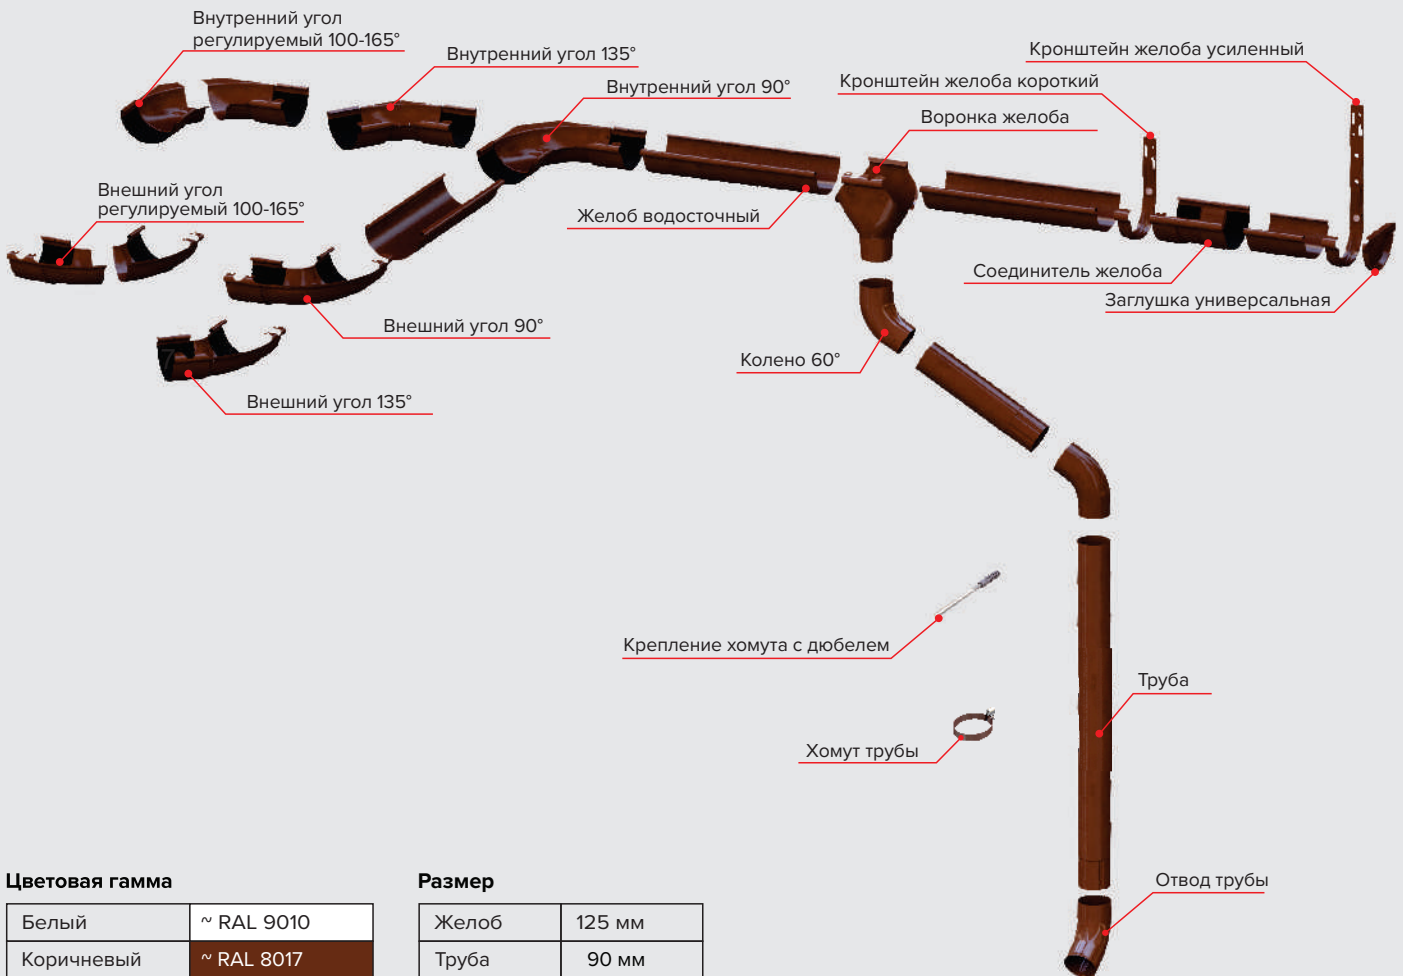 Внутренний угол
регулируемый 100-165°
Внутренний угол 135°
Внутренний угол 90°
Кронштейн желоба усиленный
Кронштейн желоба короткий
Воронка желоба
Внешний угол
регулируемый 100-165°
Желоб водосточный
Соединитель желоба
Заглушка универсальная
Внешний угол 90°
Колено 60°
Внешний угол 135°
Крепление хомута с дюбелем
Труба
Хомут трубы
Отвод трубы
Цветовая гамма
Белый ~ RAL 9010
Коричневый ~ RAL 8017
Размер
Желоб 125 мм
Труба 90 мм